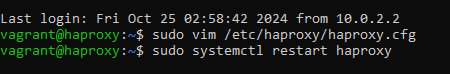 Last login: Fri Oct 25 02:58:42 2024 from 10.0.2.2
vagrant@haproxy:~$ sudo vim /etc/haproxy/haproxy.cfg
vagrant@haproxy:~$ sudo systemctl restart haproxy